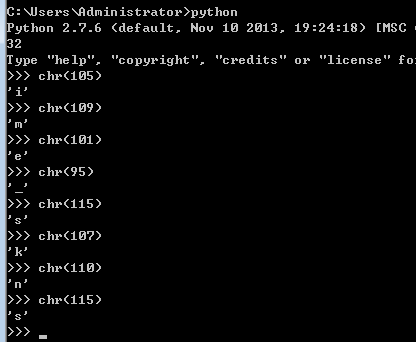 C:\Users\Administrator>python
Python 2.7.6 (default, Nov 10 2013, 19:24:18) [MSC
32
Type "help", "copyright", "credits" or "license" fo
>>> chr(105)
'i'
>>> chr(109)
'm'
>>> chr(101)
'e'
>>> chr(95)
'_'
>>> chr(115)
's'
>>> chr(107)
'k'
>>> chr(110)
'n'
>>> chr(115)
's'
>>>